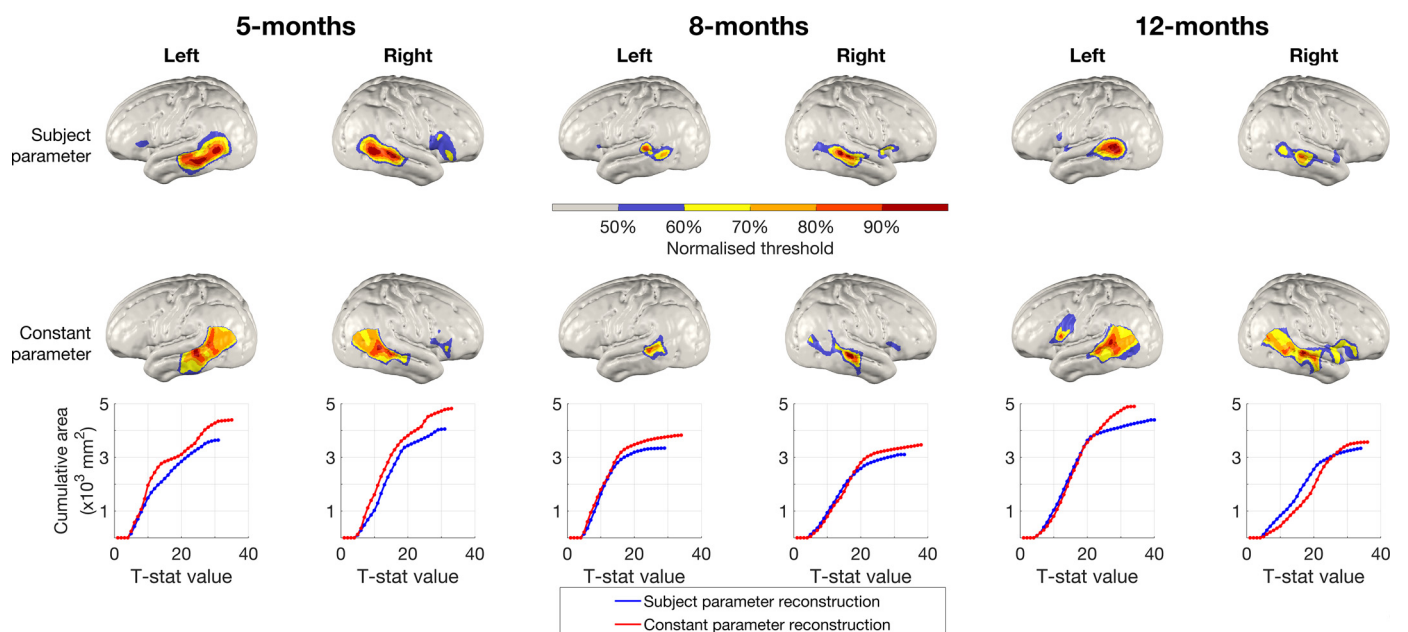 5-months 8-months 12-months
Left Right Left Right Left Right
Subject
parameter
50% 60% 70% 80% 90%
Normalised threshold
Constant
parameter
Cumulative area
(x10³ mm²)
5 5 5 5 5 5
3 3 3 3 3 3
1 1 1 1 1 1
0 20 40 0 20 40 0 20 40 0 20 40 0 20 40 0 20 40
T-stat value T-stat value T-stat value T-stat value T-stat value T-stat value
Subject parameter reconstruction
Constant parameter reconstruction